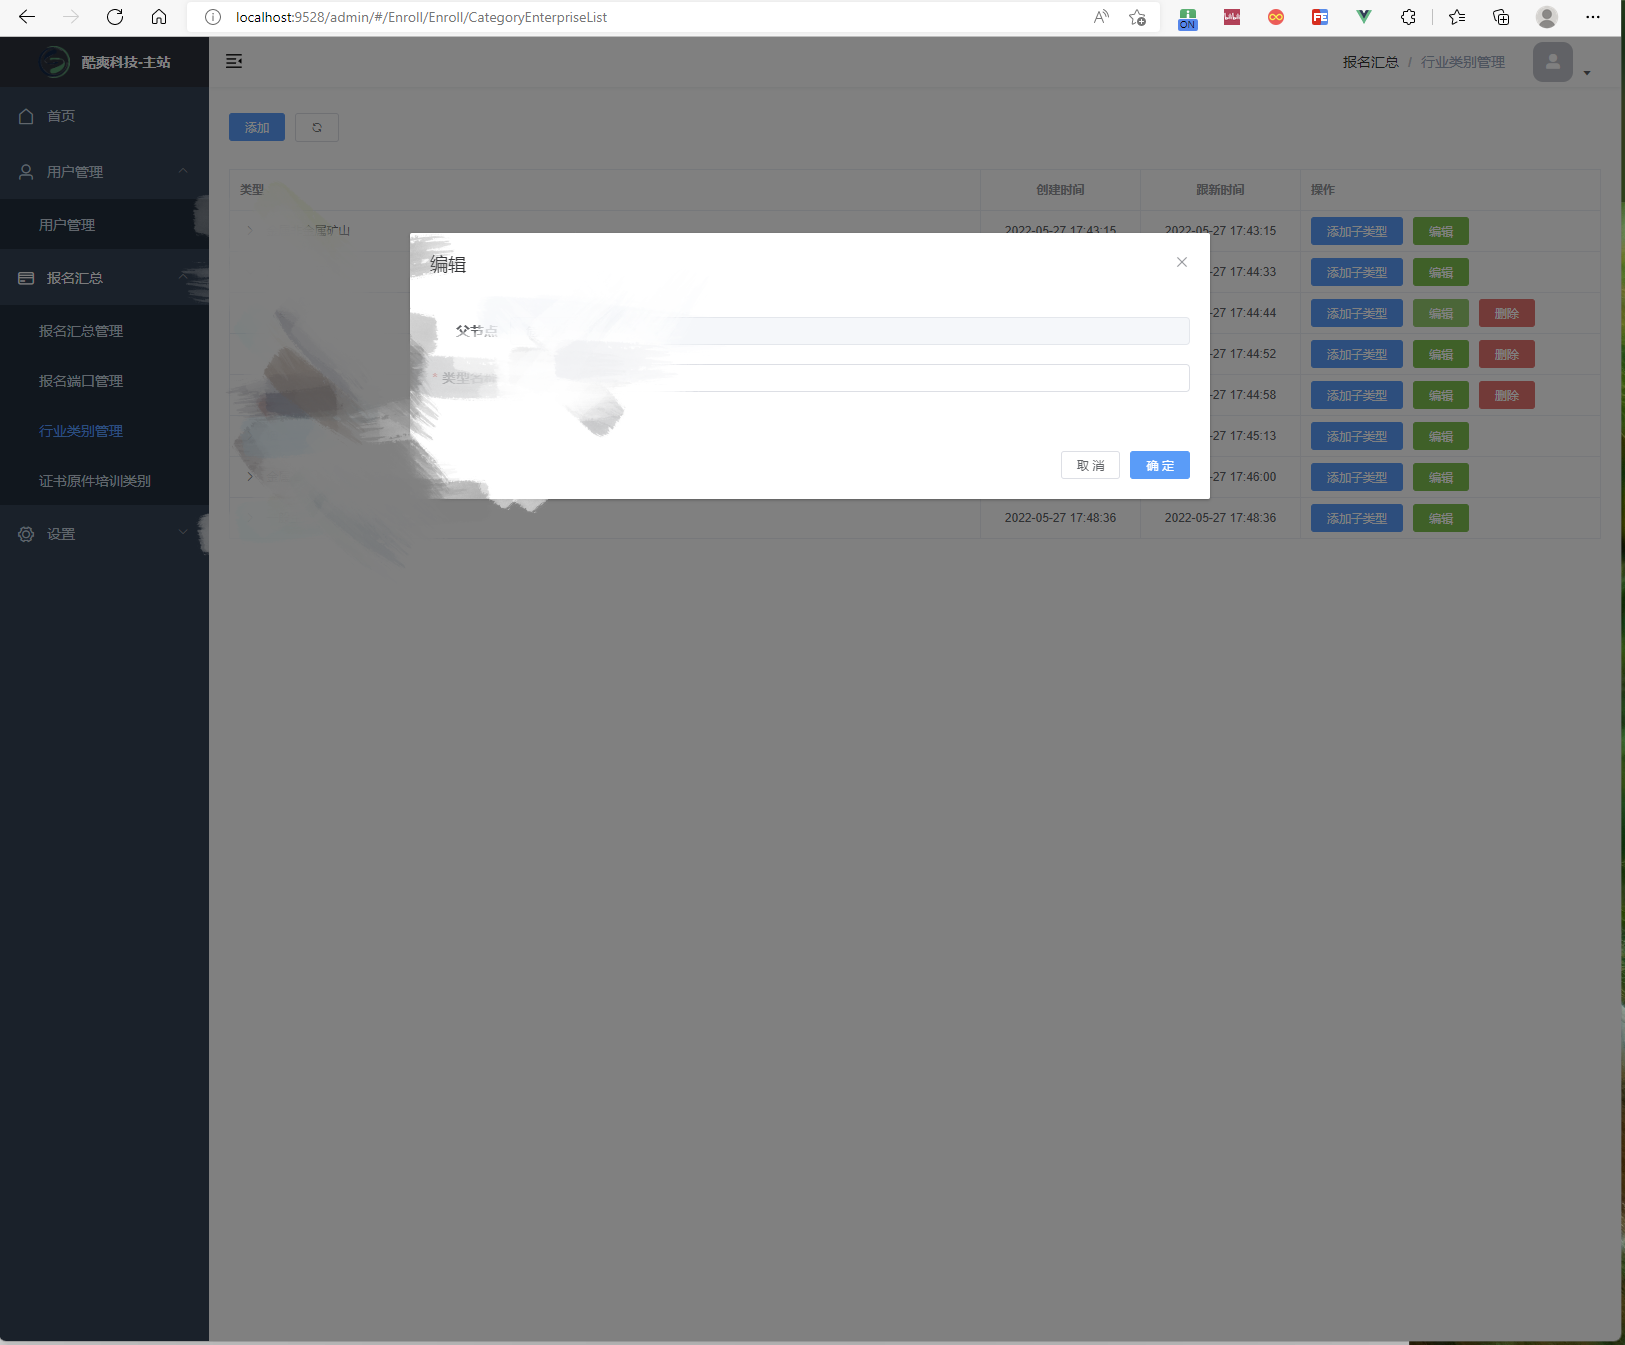 localhost:9528/admin/#/Enroll/Enroll/CategoryEnterpriseList
ON
酷爽科技-主站
报名汇总 / 行业类别管理
首页
用户管理
用户管理
报名汇总
报名汇总管理
报名端口管理
行业类别管理
证书原件培训类别
设置
添加
类型 创建时间 跟新时间 操作
属矿山 2022-05-27 17:43:15 2022-05-27 17:43:15 添加子类型 编辑
-27 17:44:33 添加子类型 编辑
-27 17:44:44 添加子类型 编辑 删除
-27 17:44:52 添加子类型 编辑 删除
-27 17:44:58 添加子类型 编辑 删除
-27 17:45:13 添加子类型 编辑
-27 17:46:00 添加子类型 编辑
2022-05-27 17:48:36 2022-05-27 17:48:36 添加子类型 编辑
编辑
父节点
* 类型名称
取消 确定